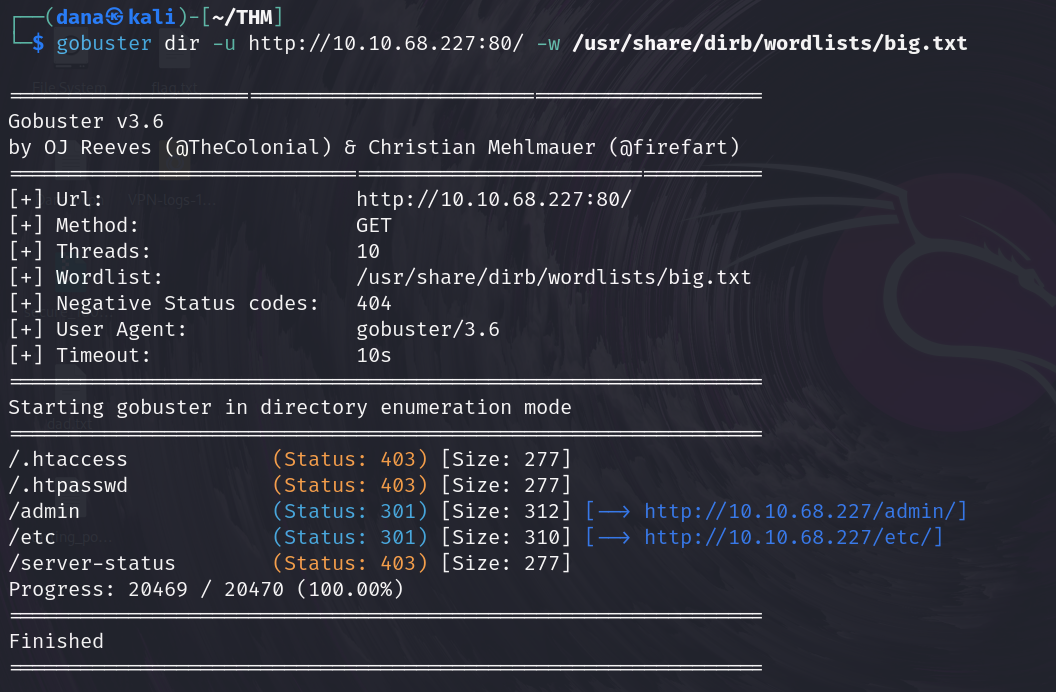 ┌──(dana㉿kali)-[~/THM]
└─$ gobuster dir -u http://10.10.68.227:80/ -w /usr/share/dirb/wordlists/big.txt
===============================================================
Gobuster v3.6
by OJ Reeves (@TheColonial) & Christian Mehlmauer (@firefart)
===============================================================
[+] Url:                     http://10.10.68.227:80/
[+] Method:                  GET
[+] Threads:                 10
[+] Wordlist:                /usr/share/dirb/wordlists/big.txt
[+] Negative Status codes:   404
[+] User Agent:              gobuster/3.6
[+] Timeout:                 10s
===============================================================
Starting gobuster in directory enumeration mode
===============================================================
/.htaccess            (Status: 403) [Size: 277]
/.htpasswd            (Status: 403) [Size: 277]
/admin                (Status: 301) [Size: 312] [--> http://10.10.68.227/admin/]
/etc                  (Status: 301) [Size: 310] [--> http://10.10.68.227/etc/]
/server-status        (Status: 403) [Size: 277]
Progress: 20469 / 20470 (100.00%)
===============================================================
Finished
===============================================================